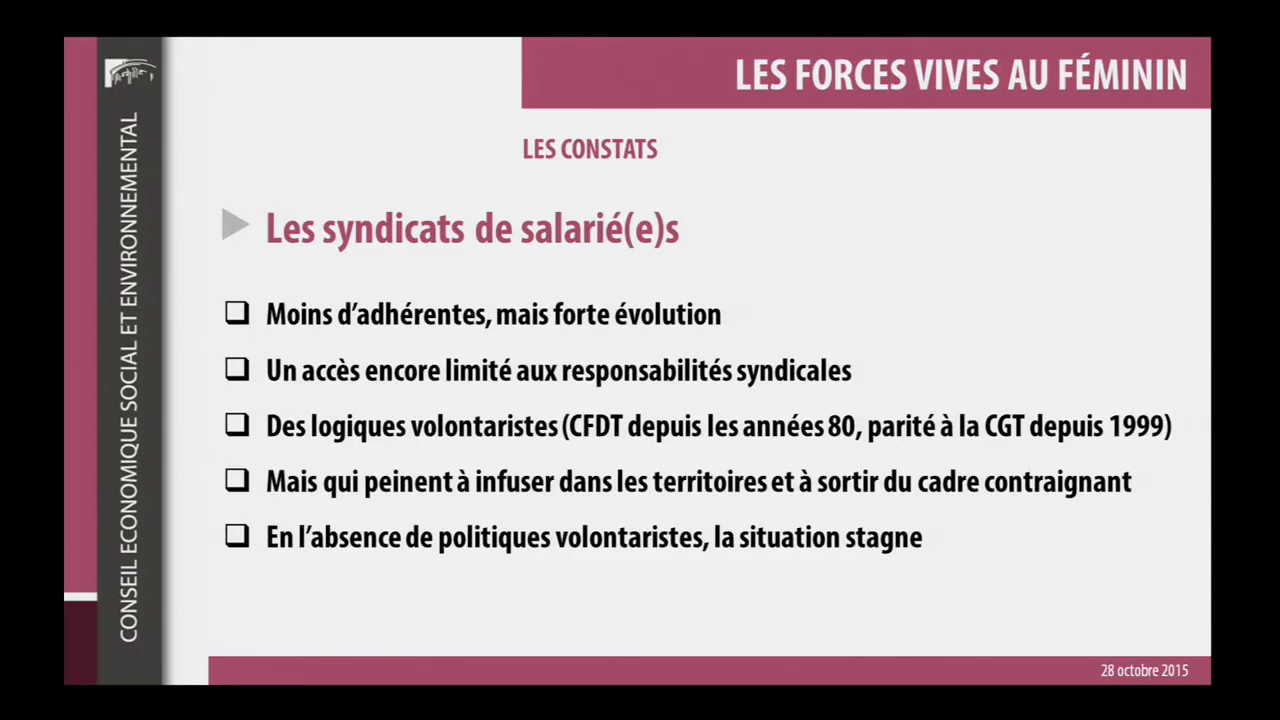 LES FORCES VIVES AU FÉMININ
LES CONSTATS
Les syndicats de salarié(e)s
Moins d’adhérentes, mais forte évolution
Un accès encore limité aux responsabilités syndicales
Des logiques volontaristes (CFDT depuis les années 80, parité à la CGT depuis 1999)
Mais qui peinent à infuser dans les territoires et à sortir du cadre contraignant
En l’absence de politiques volontaristes, la situation stagne
CONSEIL ECONOMIQUE SOCIAL ET ENVIRONNEMENTAL
28 octobre 2015